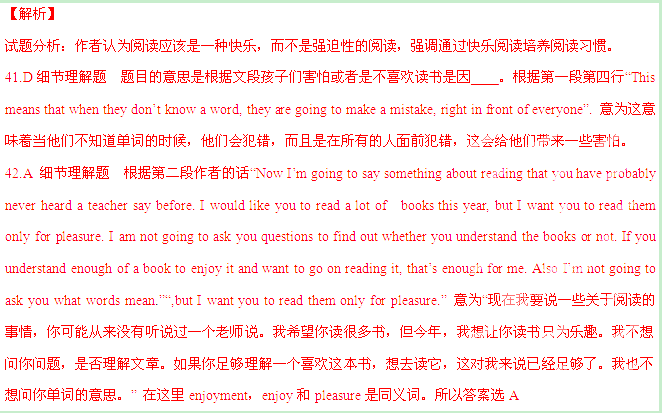 【解析】
试题分析：作者认为阅读应该是一种快乐，而不是强迫性的阅读，强调通过快乐阅读培养阅读习惯。
41.D 细节理解题 题目的意思是根据文段孩子们害怕或者是不喜欢读书是因____。根据第一段第四行“This
means that when they don’t know a word, they are going to make a mistake, right in front of everyone”. 意为这意
味着当他们不知道单词的时候，他们会犯错，而且是在所有的人面前犯错，这会给他们带来一些害怕。
42.A 细节理解题 根据第二段作者的话“Now I’m going to say something about reading that you have probably
never heard a teacher say before. I would like you to read a lot of books this year, but I want you to read them
only for pleasure. I am not going to ask you questions to find out whether you understand the books or not. If you
understand enough of a book to enjoy it and want to go on reading it, that’s enough for me. Also I’m not going to
ask you what words mean.”“,but I want you to read them only for pleasure.” 意为“现在我要说一些关于阅读的
事情，你可能从来没有听说过一个老师说。我希望你读很多书，但今年，我想让你读书只为乐趣。我不想
问你问题，是否理解文章。如果你足够理解一个喜欢这本书，想去读它，这对我来说已经足够了。我也不
想问你单词的意思。” 在这里 enjoyment，enjoy 和 pleasure 是同义词。所以答案选 A